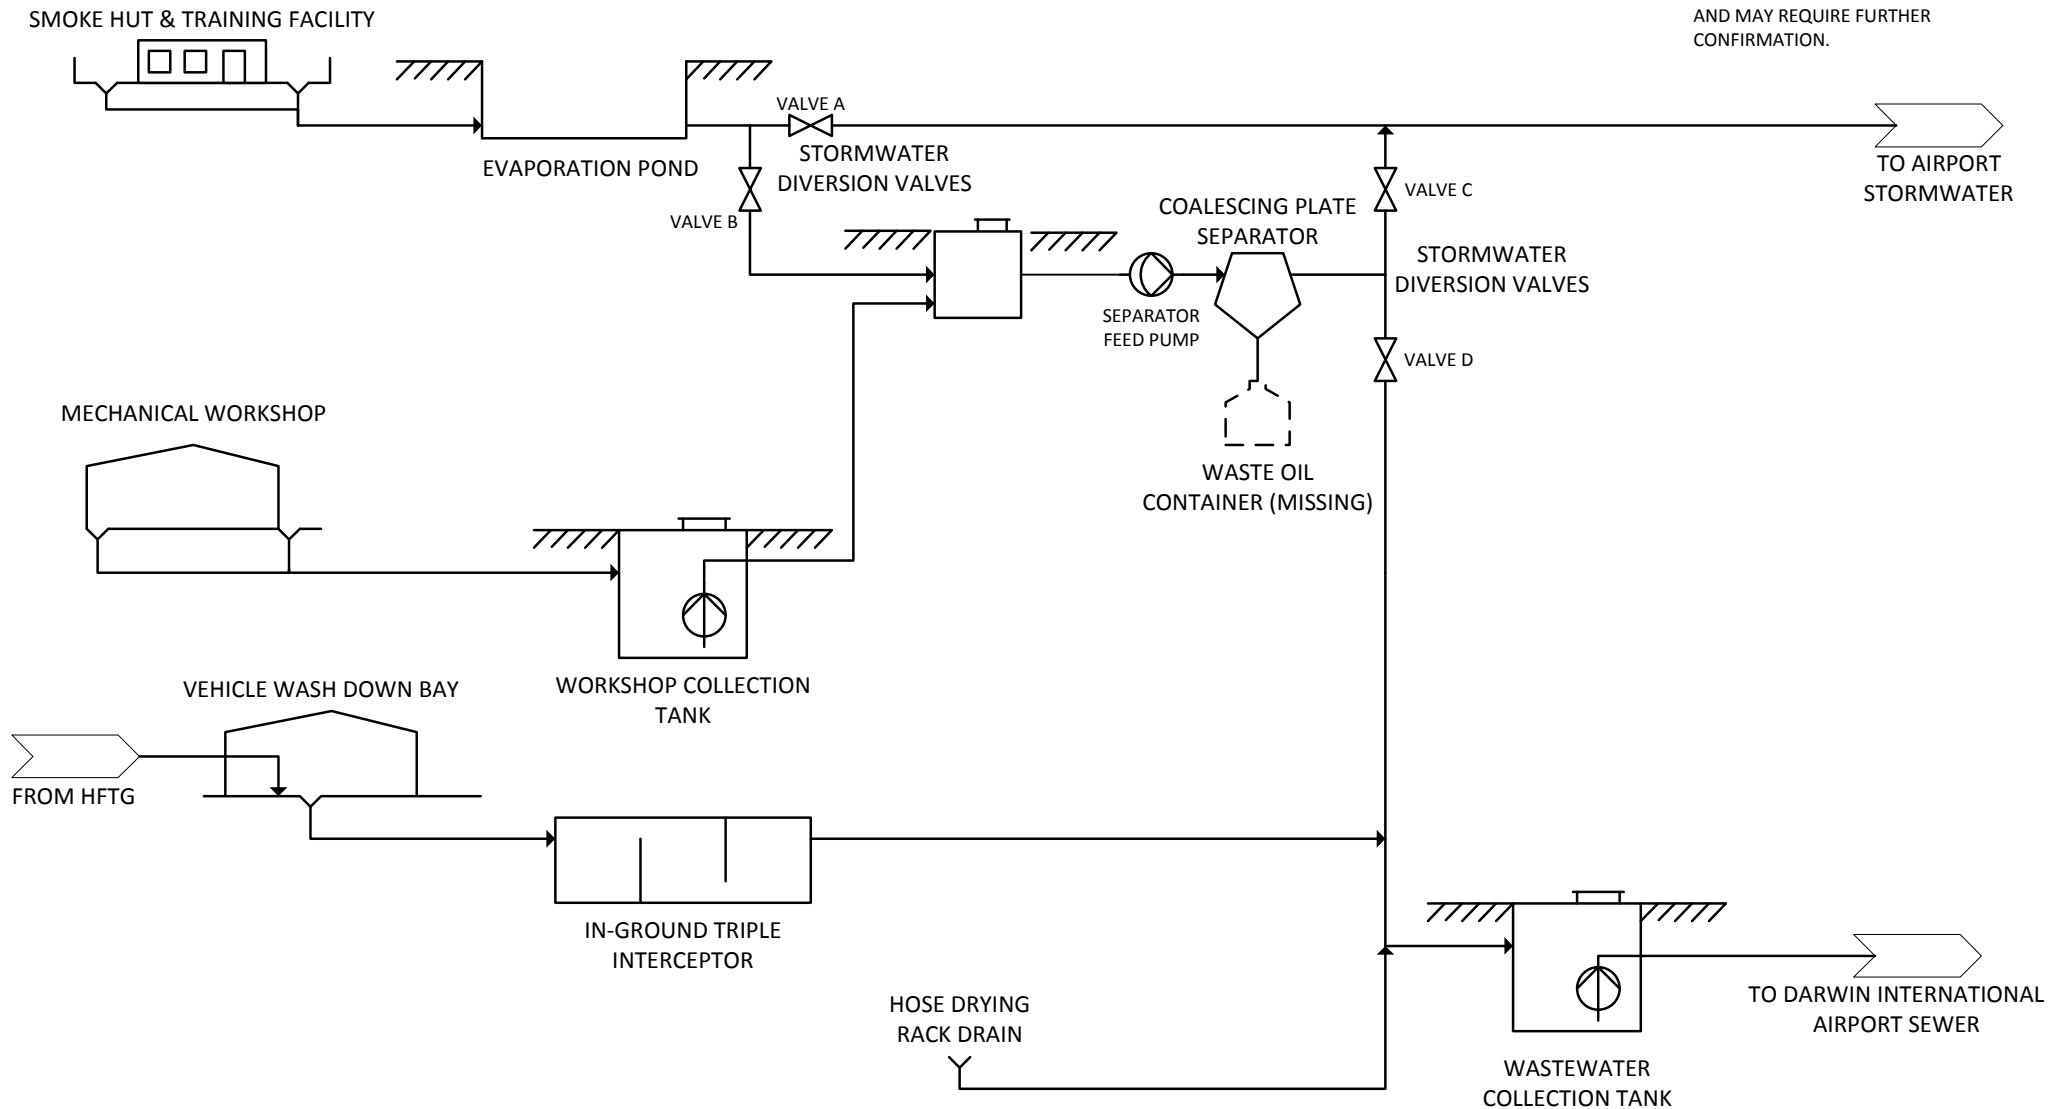 SMOKE HUT & TRAINING FACILITY
AND MAY REQUIRE FURTHER
CONFIRMATION.
VALVE A
EVAPORATION POND
STORMWATER
DIVERSION VALVES
TO AIRPORT
STORMWATER
VALVE B
VALVE C
COALESCING PLATE
SEPARATOR
STORMWATER
DIVERSION VALVES
SEPARATOR
FEED PUMP
VALVE D
MECHANICAL WORKSHOP
WASTE OIL
CONTAINER (MISSING)
WORKSHOP COLLECTION
TANK
VEHICLE WASH DOWN BAY
FROM HFTG
IN-GROUND TRIPLE
INTERCEPTOR
HOSE DRYING
RACK DRAIN
TO DARWIN INTERNATIONAL
AIRPORT SEWER
WASTEWATER
COLLECTION TANK